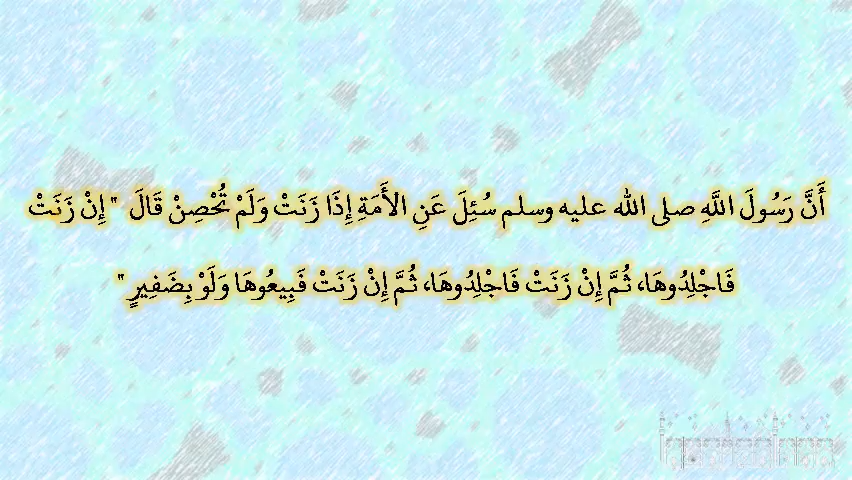 أَنَّ رَسُولَ اللَّهِ صلى الله عليه وسلم سُئِلَ عَنِ الأَمَةِ إِذَا زَنَتْ وَلَمْ تُحْصِنْ قَالَ ‏"‏ إِنْ زَنَتْ
فَاجْلِدُوهَا، ثُمَّ إِنْ زَنَتْ فَاجْلِدُوهَا، ثُمَّ إِنْ زَنَتْ فَبِيعُوهَا وَلَوْ بِضَفِيرٍ ‏"‏